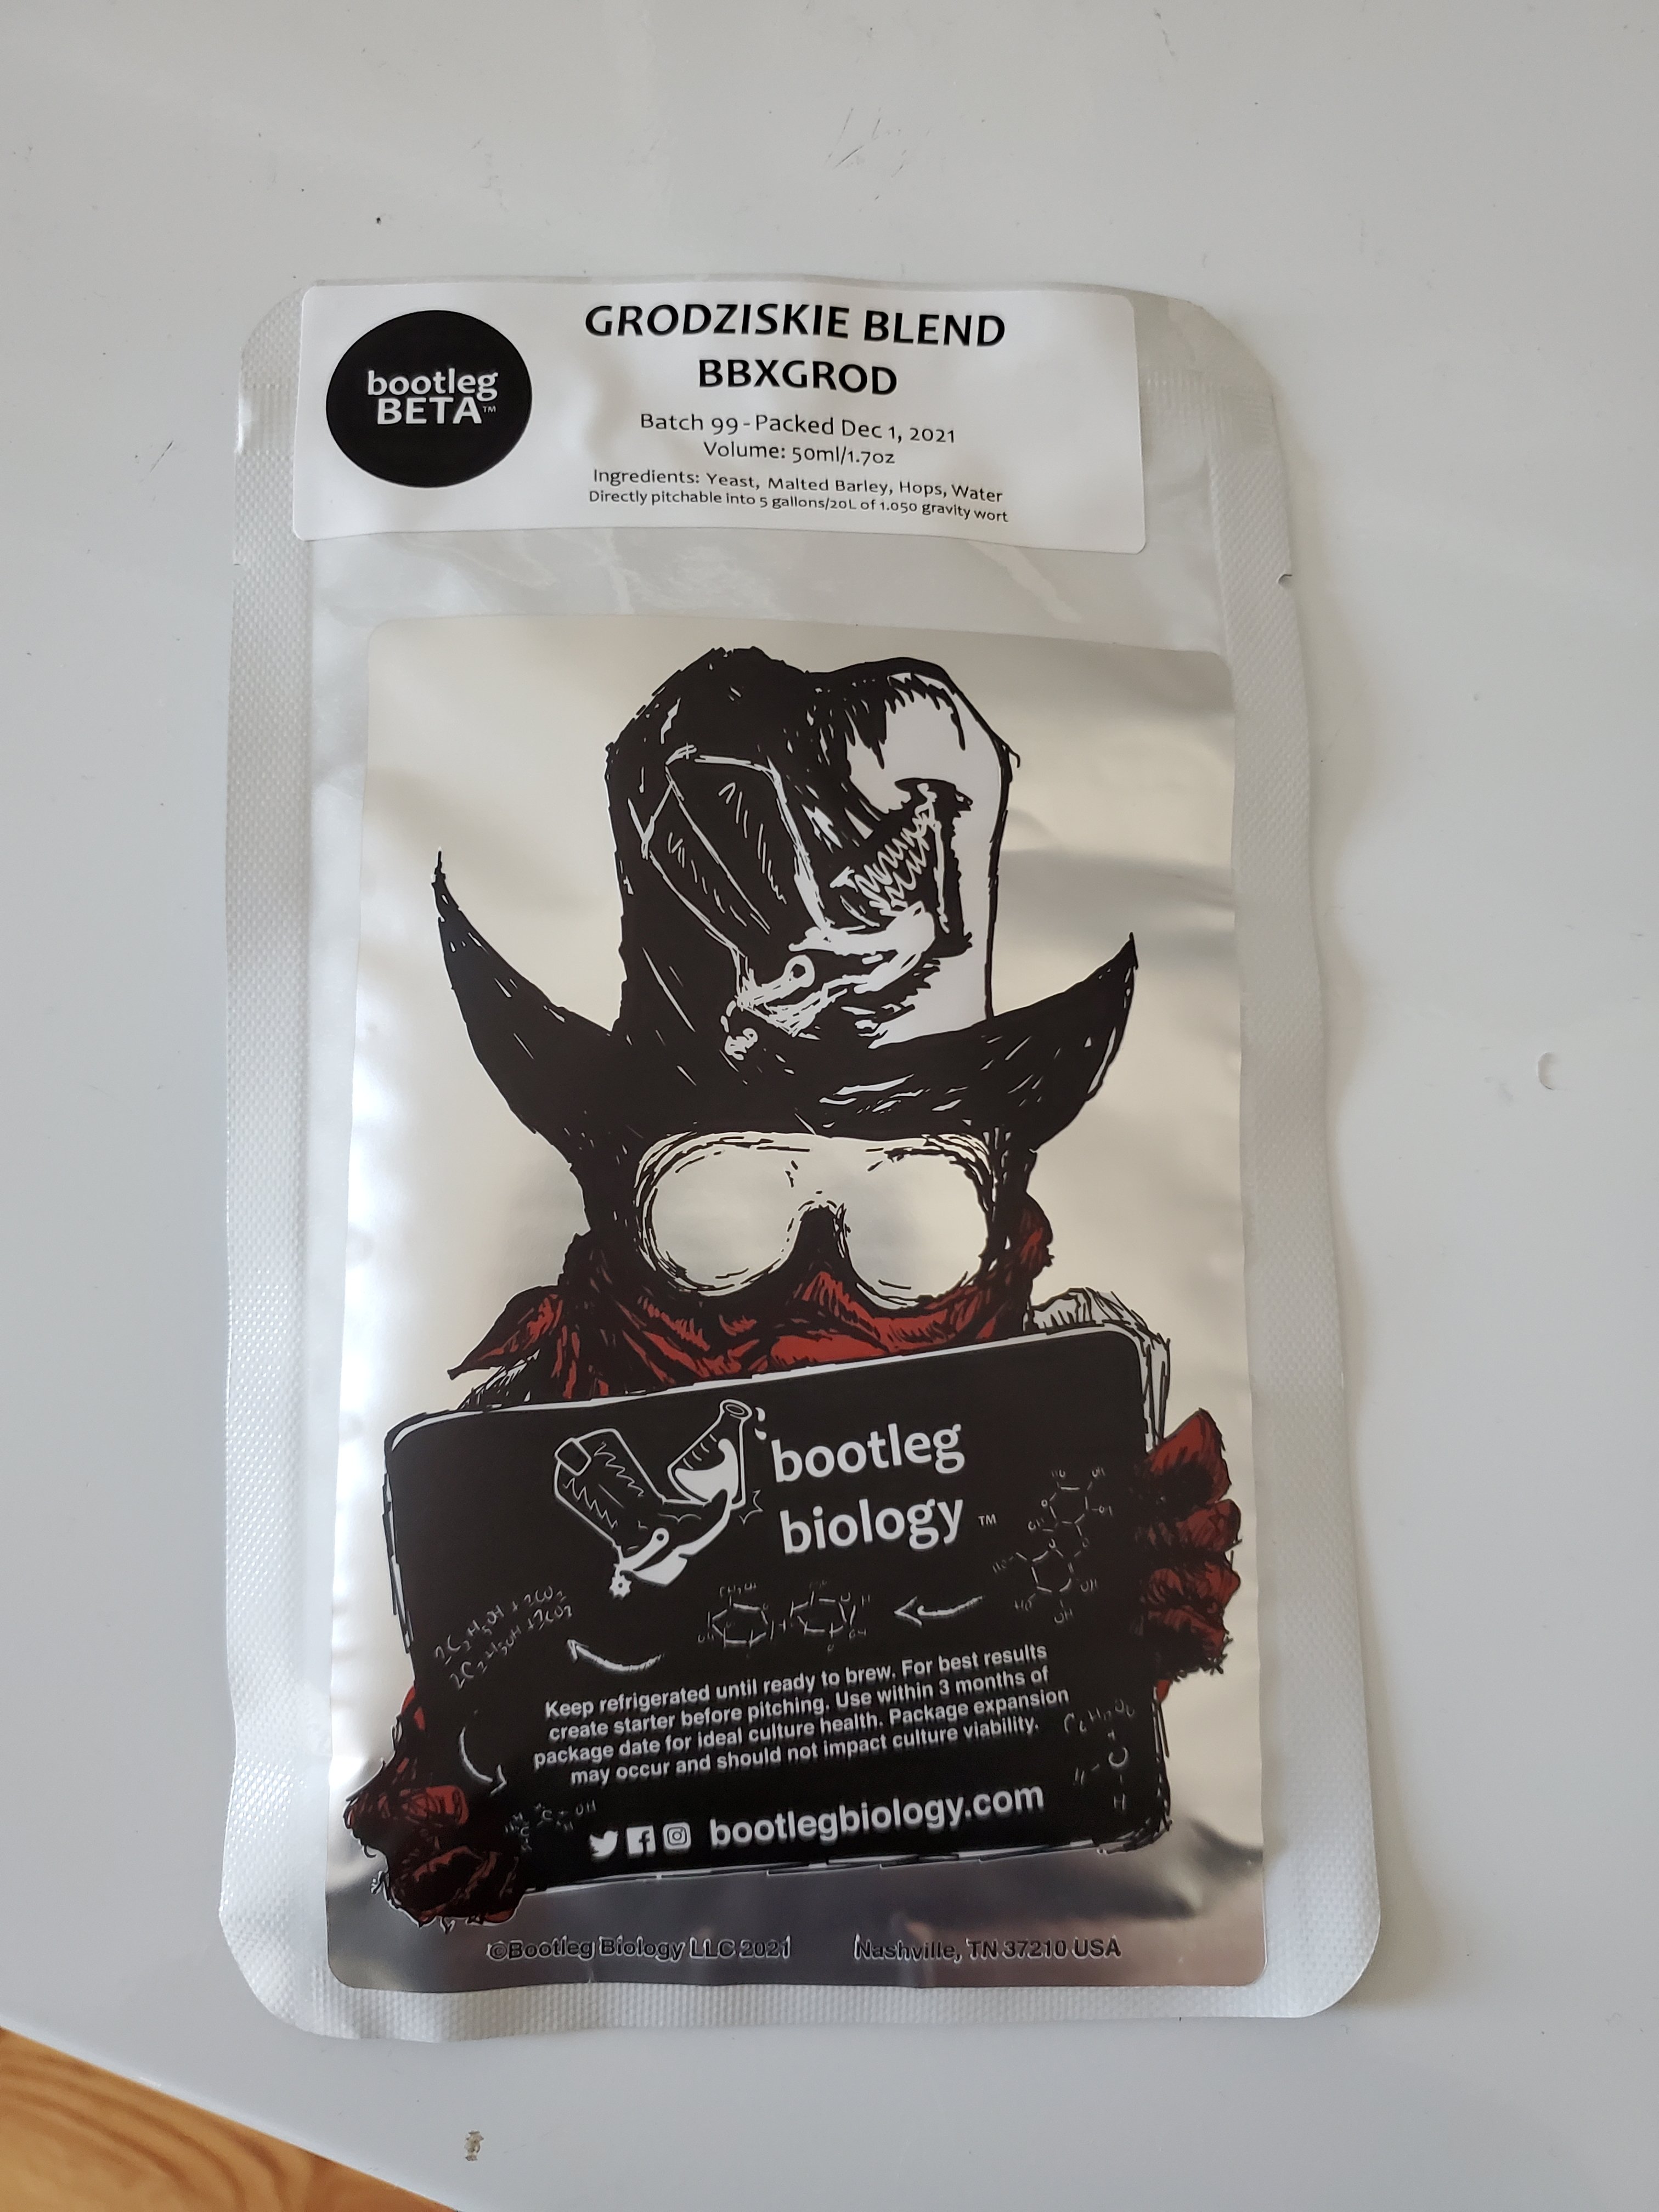 bootleg
BETA™
GRODZISKIE BLEND
BBXGROD
Batch 99 - Packed Dec 1, 2021
Volume: 50ml/1.7oz
Ingredients: Yeast, Malted Barley, Hops, Water
Directly pitchable into 5 gallons/20L of 1.050 gravity wort
bootleg
biology ™
Keep refrigerated until ready to brew. For best results
create starter before pitching. Use within 3 months of
package date for ideal culture health. Package expansion
may occur and should not impact culture viability.
bootlegbiology.com
©Bootleg Biology LLC 2021 Nashville, TN 37210 USA